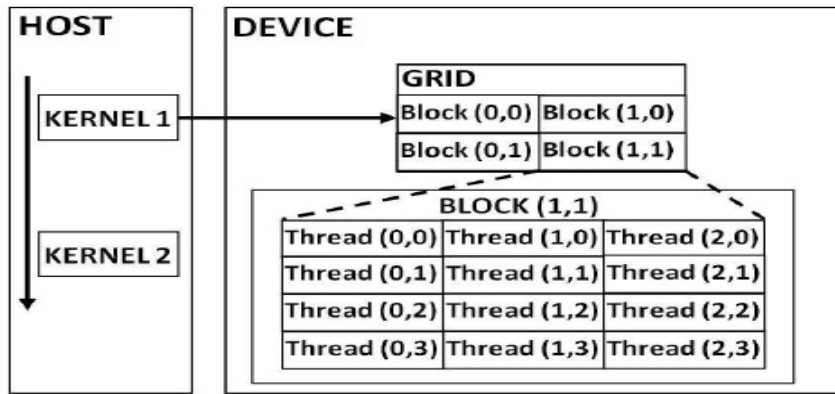 HOST
KERNEL 1
KERNEL 2
DEVICE
GRID
Block (0,0) Block (1,0)
Block (0,1) Block (1,1)
BLOCK (1,1)
Thread (0,0) Thread (1,0) Thread (2,0)
Thread (0,1) Thread (1,1) Thread (2,1)
Thread (0,2) Thread (1,2) Thread (2,2)
Thread (0,3) Thread (1,3) Thread (2,3)